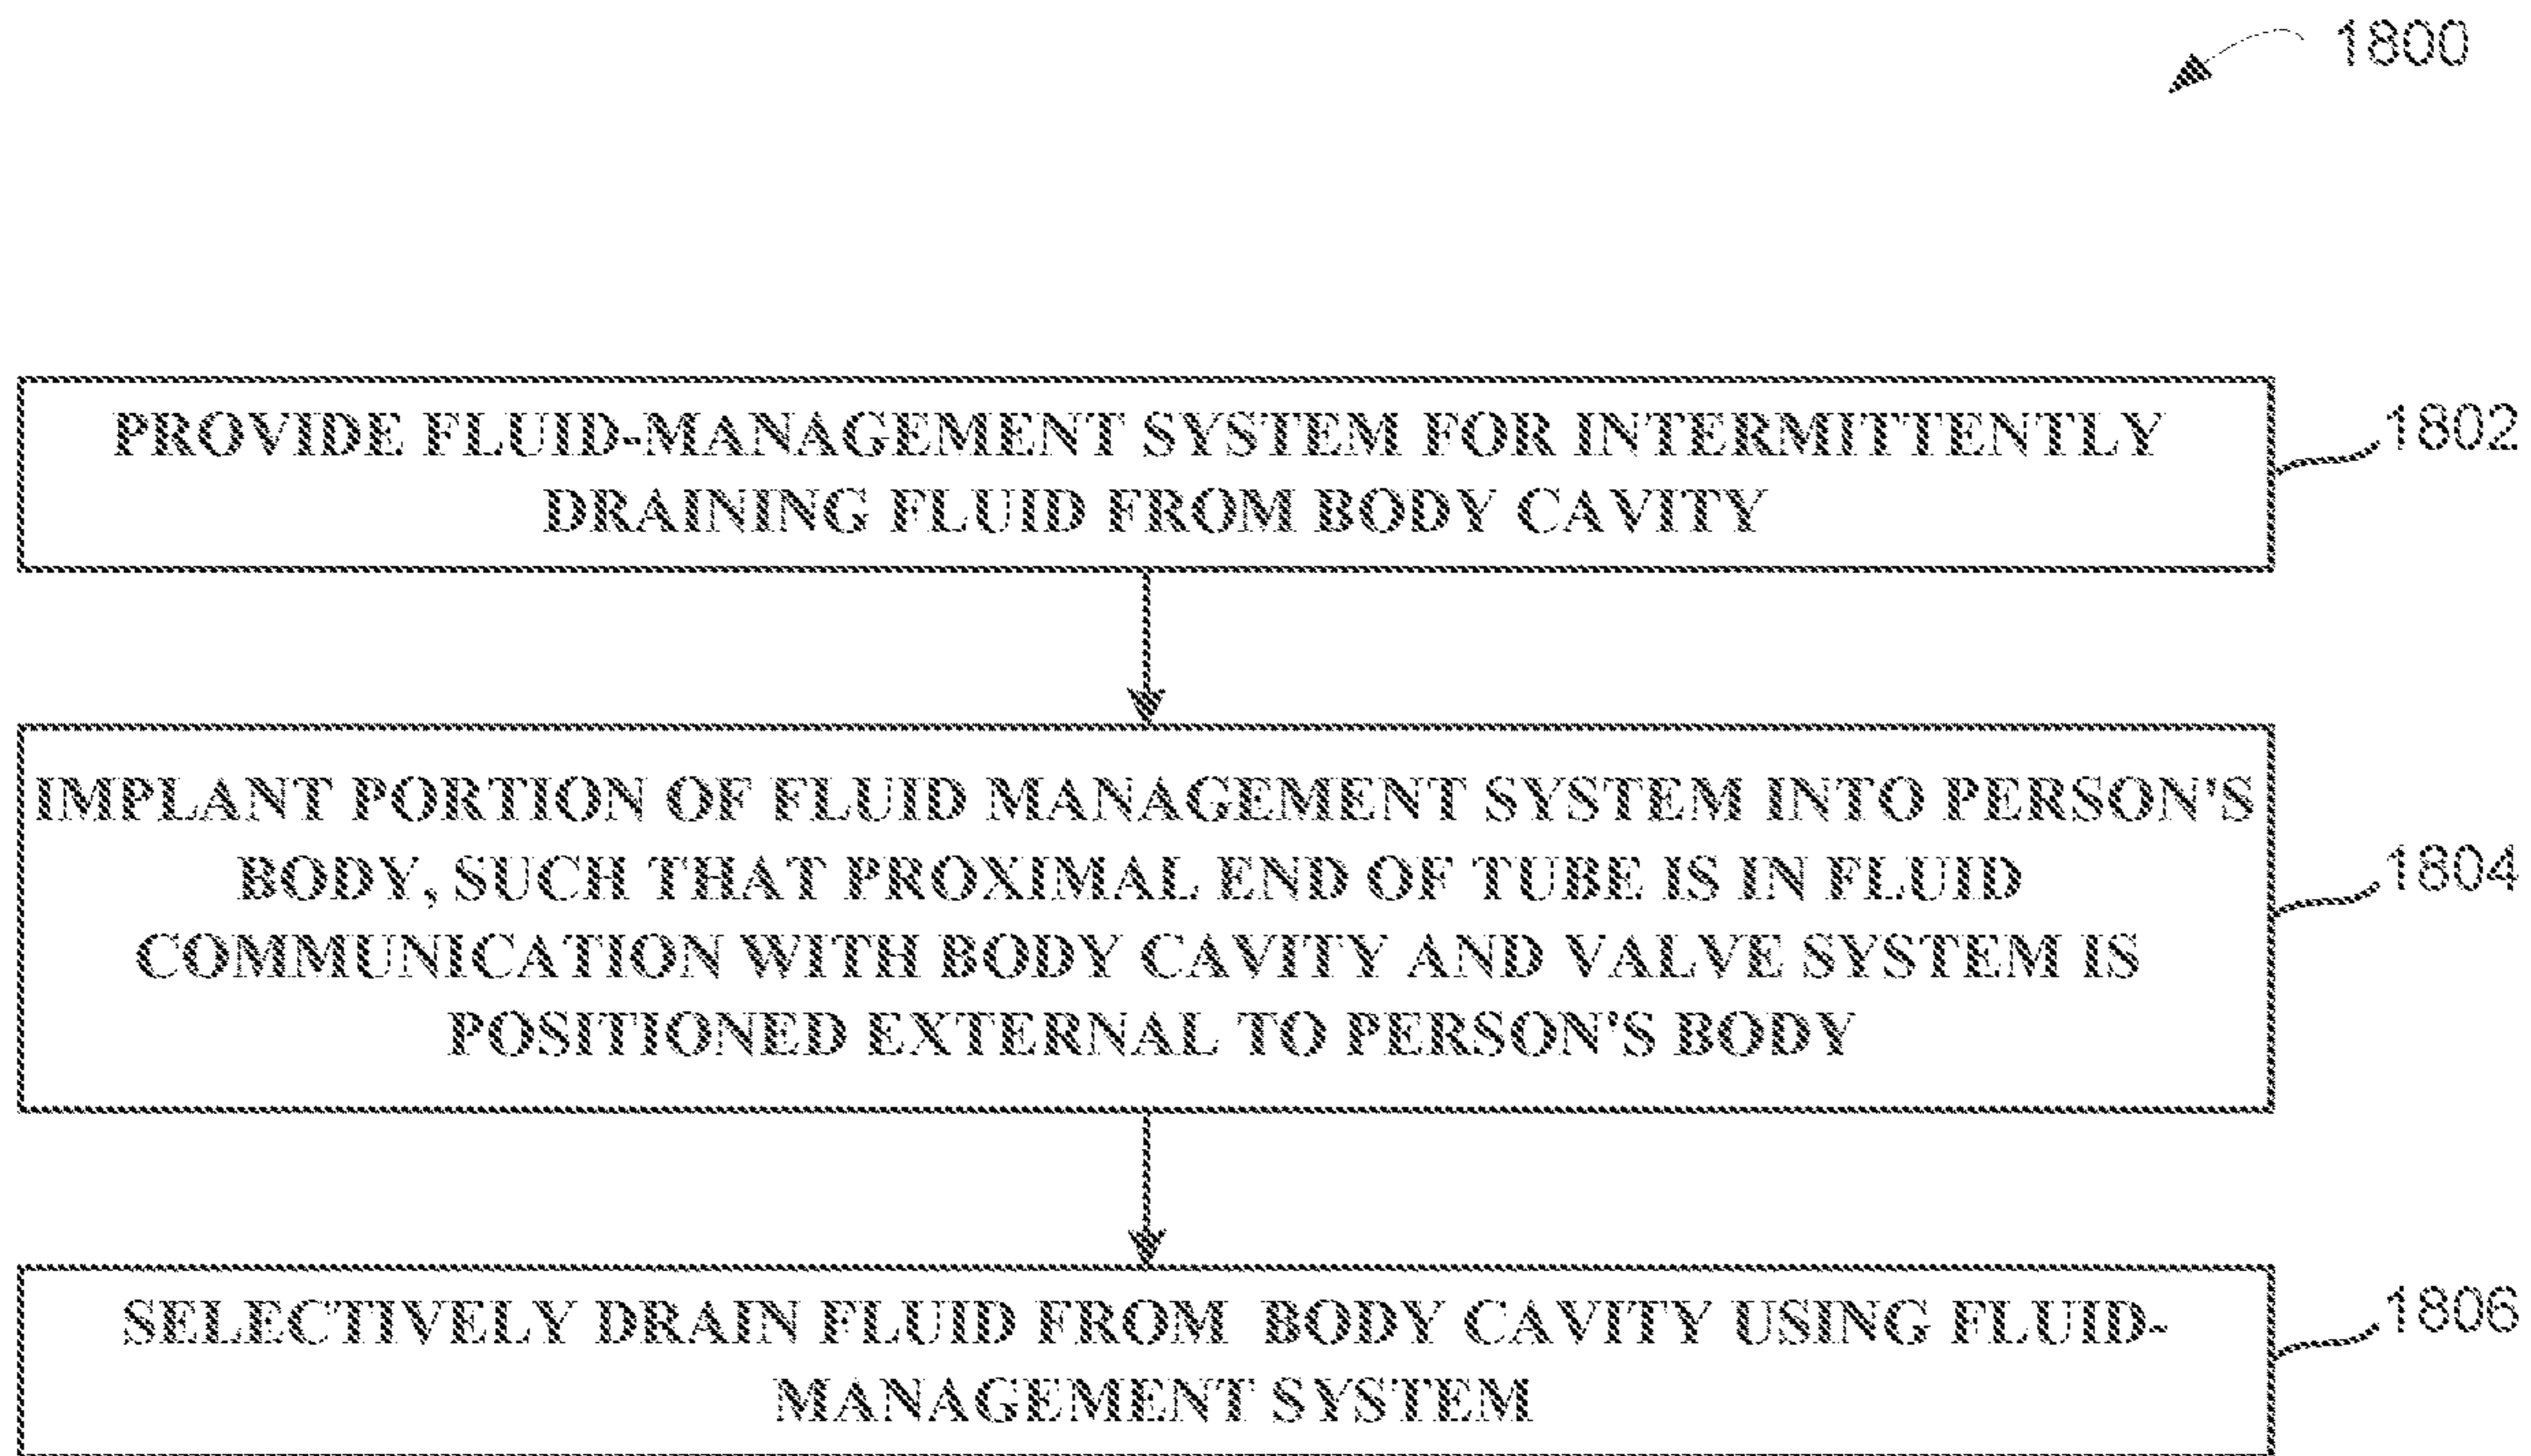 1800
PROVIDE FLUID-MANAGEMENT SYSTEM FOR INTERMITTENTLY
DRAINING FLUID FROM BODY CAVITY
1802
IMPLANT PORTION OF FLUID MANAGEMENT SYSTEM INTO PERSON'S
BODY, SUCH THAT PROXIMAL END OF TUBE IS IN FLUID
COMMUNICATION WITH BODY CAVITY AND VALVE SYSTEM IS
POSITIONED EXTERNAL TO PERSON'S BODY
1804
SELECTIVELY DRAIN FLUID FROM BODY CAVITY USING FLUID-
MANAGEMENT SYSTEM
1806